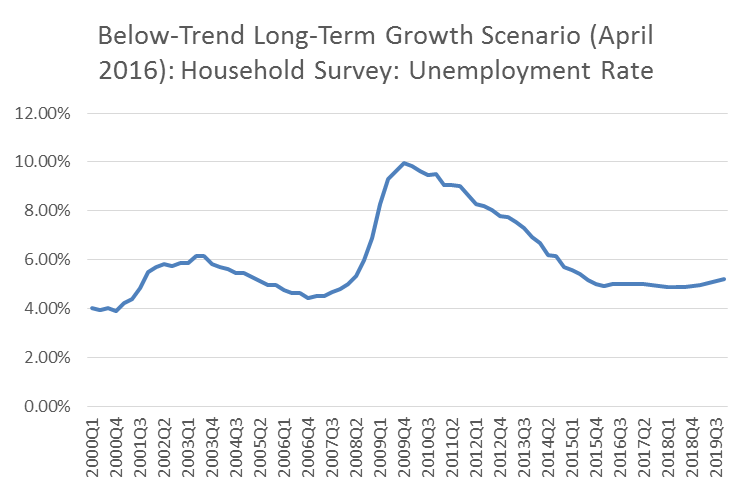 Below-Trend Long-Term Growth Scenario (April
2016): Household Survey: Unemployment Rate
12.00%
10.00%
8.00%
6.00%
4.00%
2.00%
0.00%
2000Q1
2000Q4
2001Q3
2002Q2
2003Q1
2003Q4
2004Q3
2005Q2
2006Q1
2006Q4
2007Q3
2008Q2
2009Q1
2009Q4
2010Q3
2011Q2
2012Q1
2012Q4
2013Q3
2014Q2
2015Q1
2015Q4
2016Q3
2017Q2
2018Q1
2018Q4
2019Q3